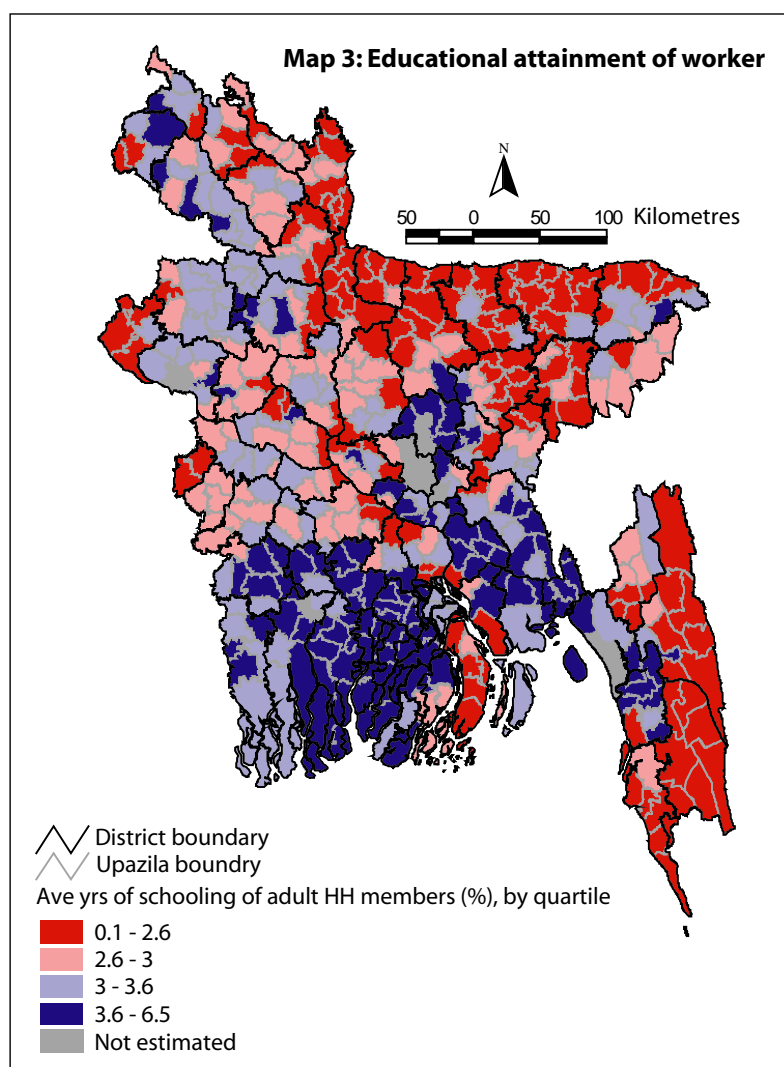 Map 3: Educational attainment of worker
N
50 0 50 100 Kilometres
District boundary
Upazila boundry
Ave yrs of schooling of adult HH members (%), by quartile
0.1 - 2.6
2.6 - 3
3 - 3.6
3.6 - 6.5
Not estimated